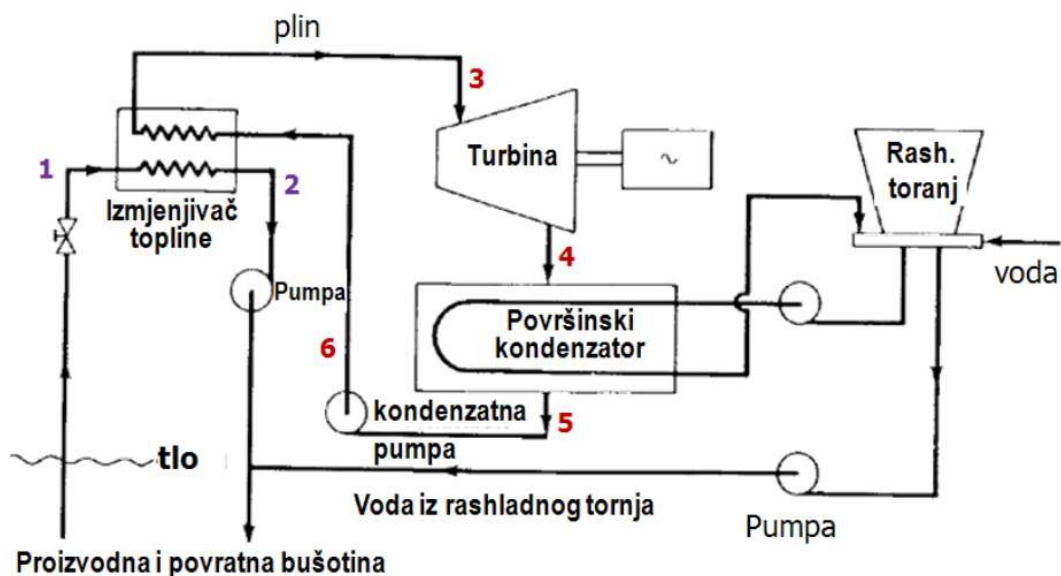 plin
3
Turbina
~
Rash.
toranj
1
2
Izmjenjivač
topline
4
voda
Pumpa
Površinski
kondenzator
6
kondenzatna
pumpa
5
tlo
Voda iz rashladnog tornja
Pumpa
Proizvodna i povratna bušotina